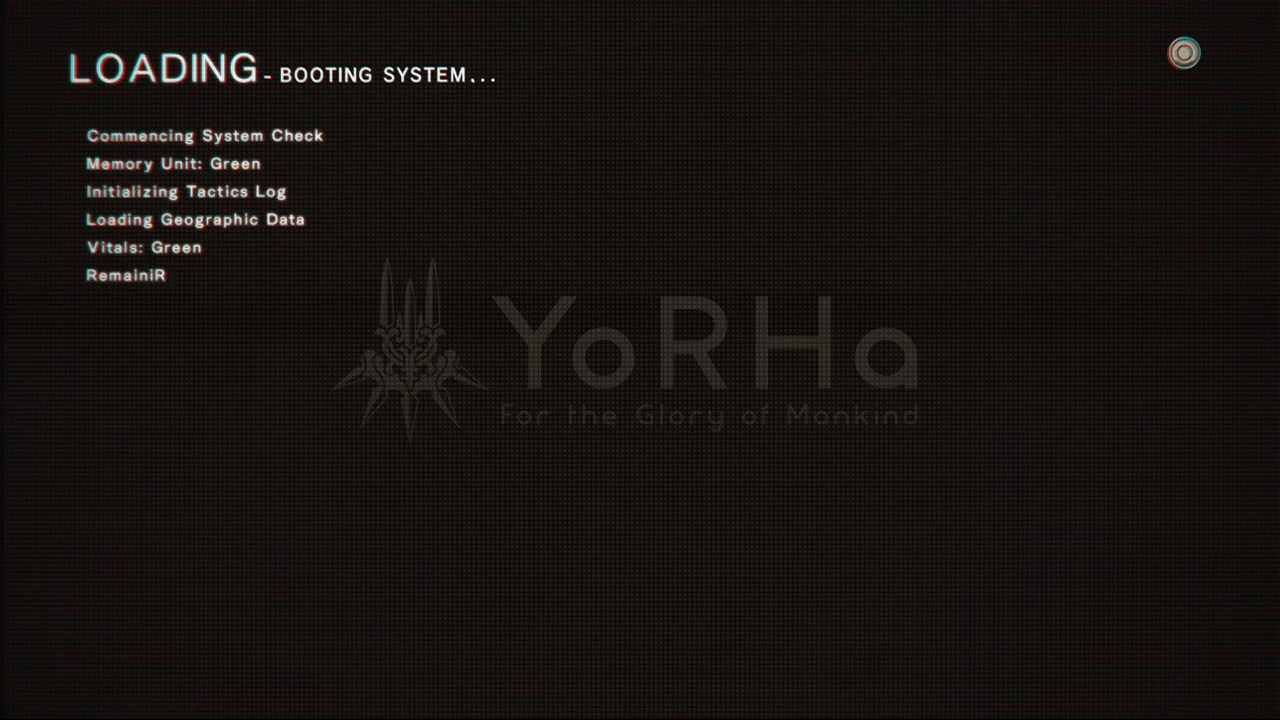 LOADING - BOOTING SYSTEM...
Commencing System Check
Memory Unit: Green
Initializing Tactics Log
Loading Geographic Data
Vitals: Green
RemainiR
YoRHa
For the Glory of Mankind